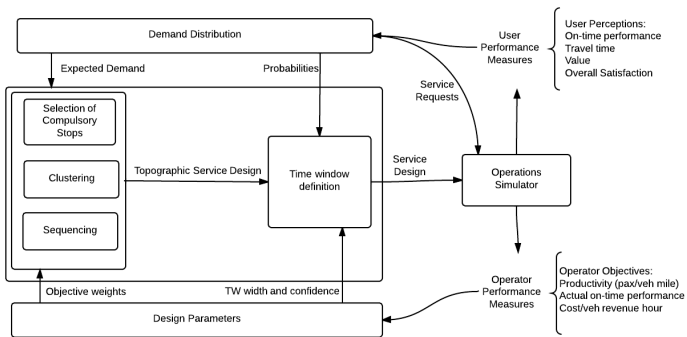 Demand Distribution
Expected Demand
Probabilities
User
Performance
Measures
User Perceptions:
On-time performance
Travel time
Value
Overall Satisfaction
Service
Requests
Selection of
Compulsory
Stops
Clustering
Sequencing
Topographic Service Design
Time window
definition
Service
Design
Operations
Simulator
Objective weights
TW width and confidence
Design Parameters
Operator
Performance
Measures
Operator Objectives:
Productivity (pax/veh mile)
Actual on-time performance
Cost/veh revenue hour